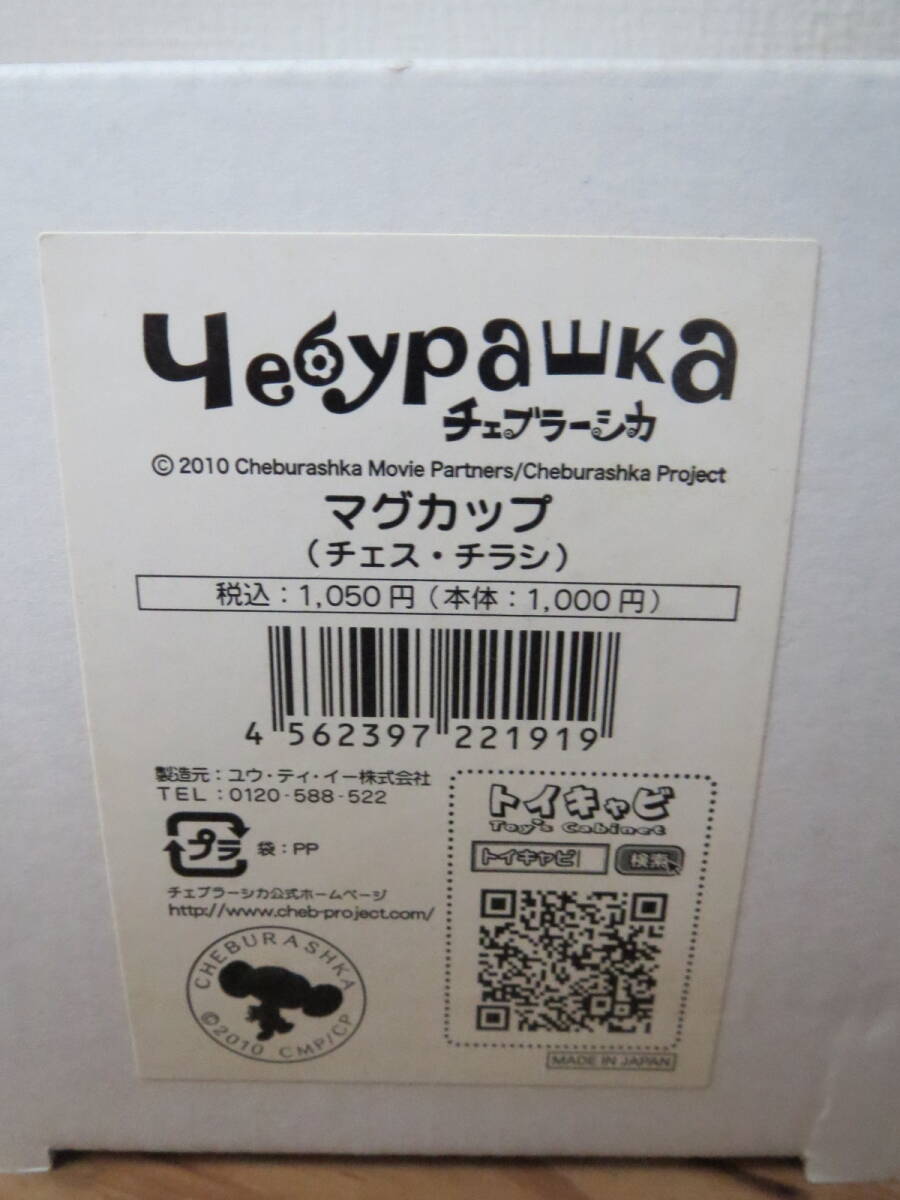 Чебурашка
チェブラーシカ
© 2010 Cheburashka Movie Partners/Cheburashka Project
マグカップ
（チェス・チラシ）
税込：1,050円（本体：1,000円）
4 562397 221919
製造元：ユウ・ティ・イー株式会社
TEL：0120-588-522
プラ 袋：PP
チェブラーシカ公式ホームページ
http://www.cheb-project.com/
CHEBURASHKA
©2010 CMP/CP
トイキャビ
Toy's Cabinet
トイキャビ 検索
MADE IN JAPAN